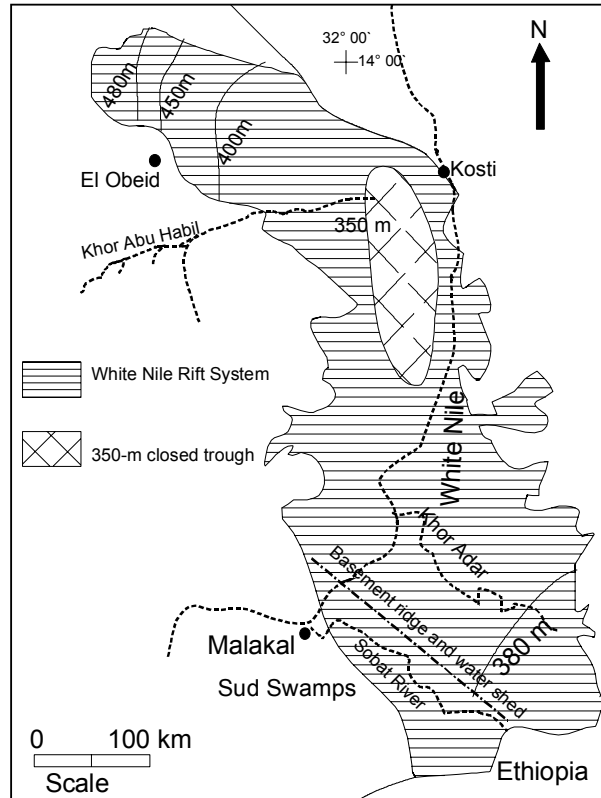 32° 00`
14° 00`
N
480m
450m
400m
El Obeid
Kosti
350 m
Khor Abu Habil
White Nile Rift System
350-m closed trough
White Nile
Khor Adar
Basement ridge and water shed
380 m
Malakal
Sobat River
Sud Swamps
0 100 km
Scale
Ethiopia